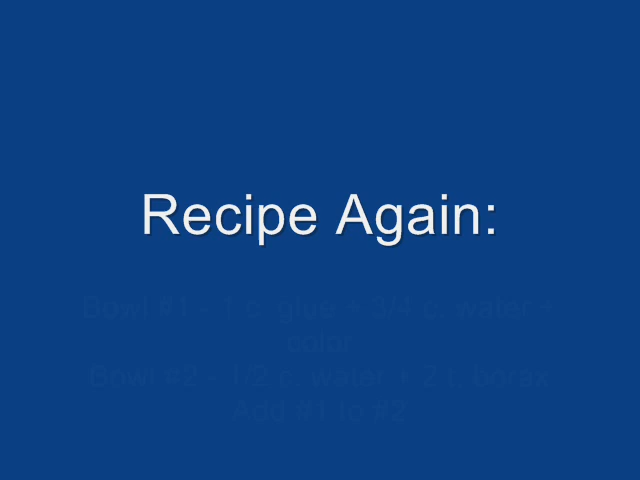 Recipe Again:
Bowl #1 - 1 c. glue + 3/4 c. water +
color
Bowl #2 - 1/2 c. water + 2 t. borax
Add #1 to #2